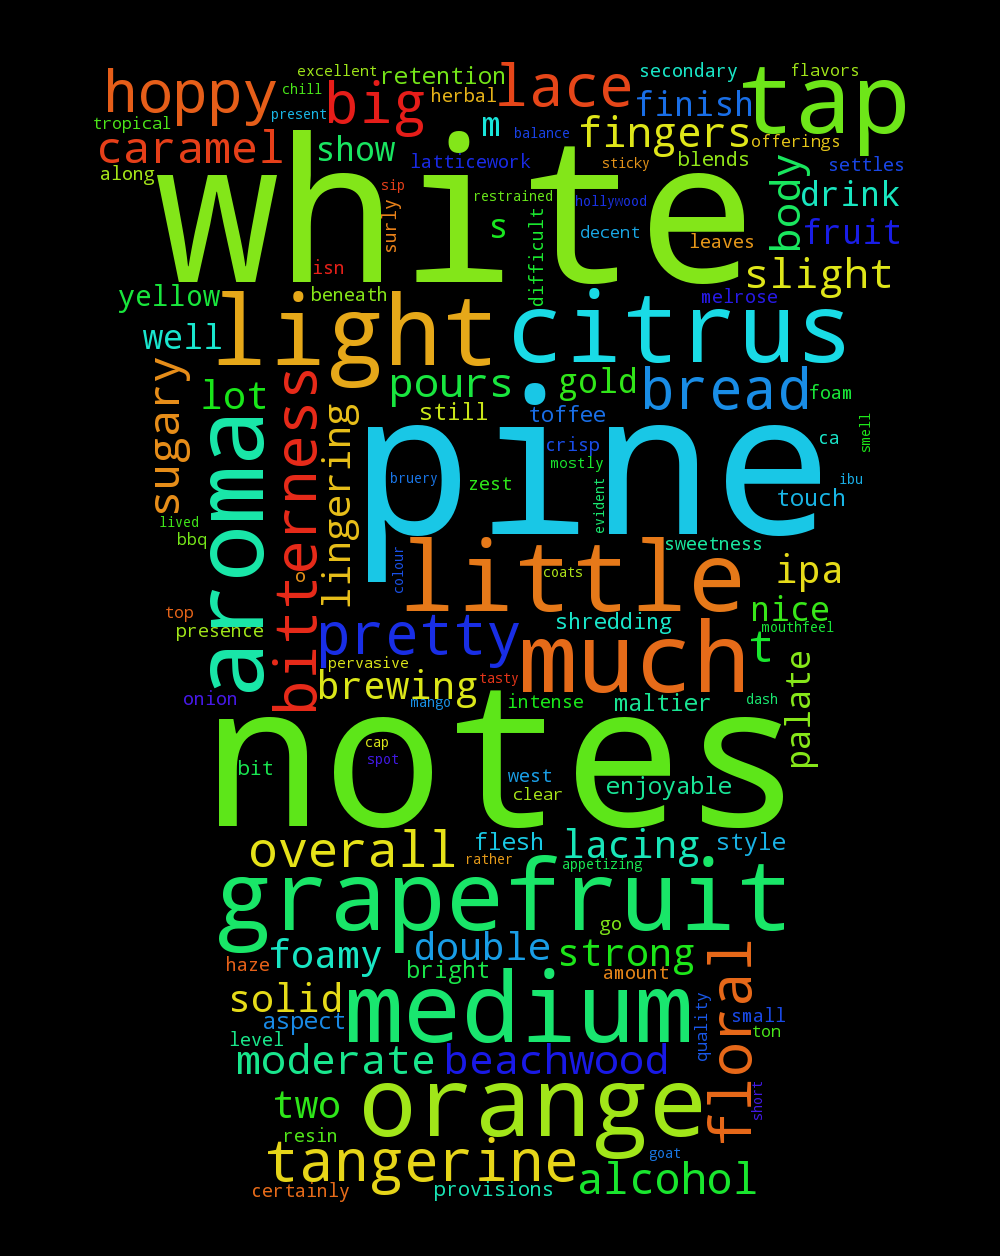 excellent
retention
lace
secondary
flavors
hoppy
chill
big
herbal
finish
tap
tropical
present
m
balance
fingers
offerings
caramel
show
latticework
sticky
blends
body
settles
along
white
sip
surly
restrained
s
difficult
hollywood
decent
leaves
drink
fruit
isn
yellow
beneath
melrose
slight
well
light
citrus
sugary
lot
bitterness
pours
gold
bread
foam
aroma
lingering
still
toffee
crisp
mostly
ca
smell
pine
bruery
zest
evident
touch
ibu
lived
bbq
colour
sweetness
o
little
coats
ipa
top
presence
pretty
shredding
nice
mouthfeel
much
t
palate
pervasive
brewing
tasty
onion
mango
intense
maltier
dash
notes
cap
spot
bit
west
clear
enjoyable
overall
flesh
rather
lacing
appetizing
style
grapefruit
go
haze
foamy
double
bright
strong
amount
floral
solid
medium
aspect
level
quality
small
ton
moderate
beachwood
two
orange
short
resin
tangerine
goat
certainly
provisions
alcohol